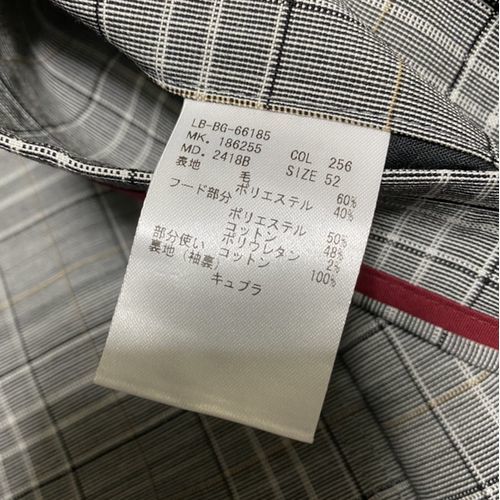 LB-BG-66185
MK. 186255 COL 256
MD. 2418B SIZE 52
表地 毛 60%
ポリエステル 40%
フード部分
ポリエステル 50%
コットン 48%
ポリウレタン 2%
部分使い コットン 100%
裏地(袖裏) キュプラ